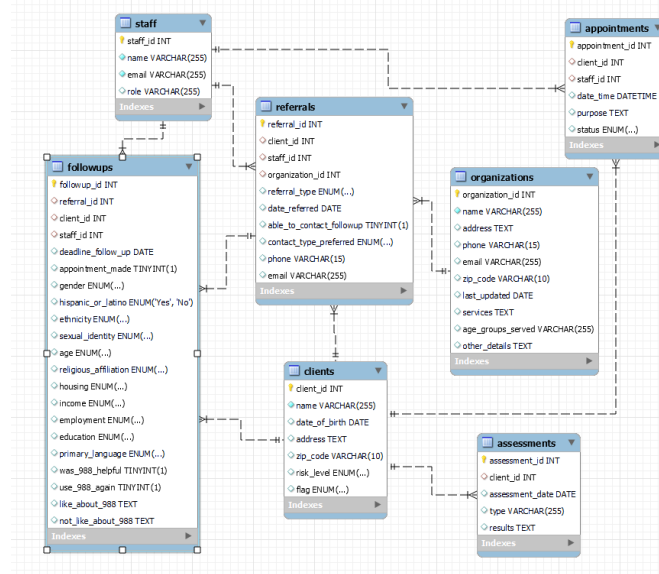 staff
staff_id INT
name VARCHAR(255)
email VARCHAR(255)
role VARCHAR(255)
Indexes
appointments
appointment_id INT
client_id INT
staff_id INT
date_time DATETIME
purpose TEXT
status ENUM(...)
Indexes
referrals
referral_id INT
client_id INT
staff_id INT
organization_id INT
referral_type ENUM(...)
date_referred DATE
able_to_contact_followup TINYINT(1)
contact_type_preferred ENUM(...)
phone VARCHAR(15)
email VARCHAR(255)
Indexes
followups
followup_id INT
referral_id INT
client_id INT
staff_id INT
deadline_follow_up DATE
appointment_made TINYINT(1)
gender ENUM(...)
hispanic_or_latino ENUM('Yes', 'No')
ethnicity ENUM(...)
sexual_identity ENUM(...)
age ENUM(...)
religious_affiliation ENUM(...)
housing ENUM(...)
income ENUM(...)
employment ENUM(...)
education ENUM(...)
primary_language ENUM(...)
was_988_helpful TINYINT(1)
use_988_again TINYINT(1)
like_about_988 TEXT
not_like_about_988 TEXT
Indexes
organizations
organization_id INT
name VARCHAR(255)
address TEXT
phone VARCHAR(15)
email VARCHAR(255)
zip_code VARCHAR(10)
last_updated DATE
services TEXT
age_groups_served VARCHAR(255)
other_details TEXT
Indexes
clients
client_id INT
name VARCHAR(255)
date_of_birth DATE
address TEXT
zip_code VARCHAR(10)
risk_level ENUM(...)
flag ENUM(...)
Indexes
assessments
assessment_id INT
client_id INT
assessment_date DATE
type VARCHAR(255)
results TEXT
Indexes